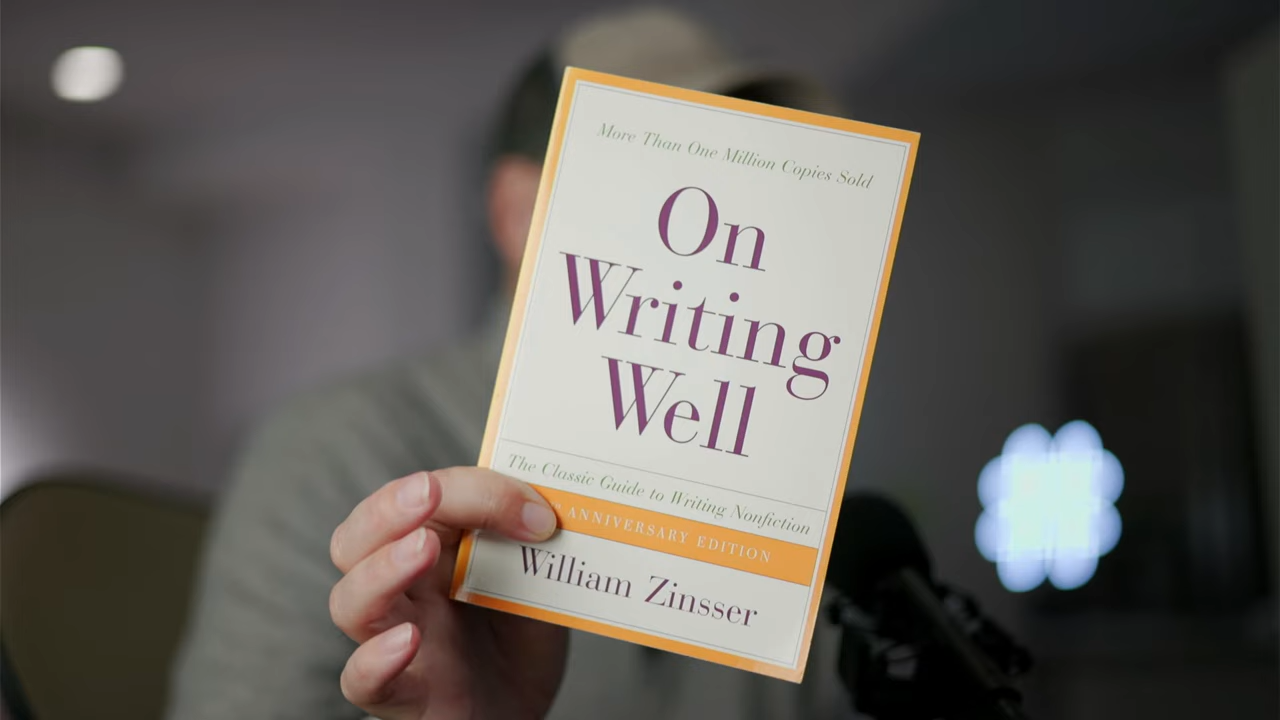 More Than One Million Copies Sold
On
Writing
Well
The Classic Guide to Writing Nonfiction
ANNIVERSARY EDITION
William Zinsser